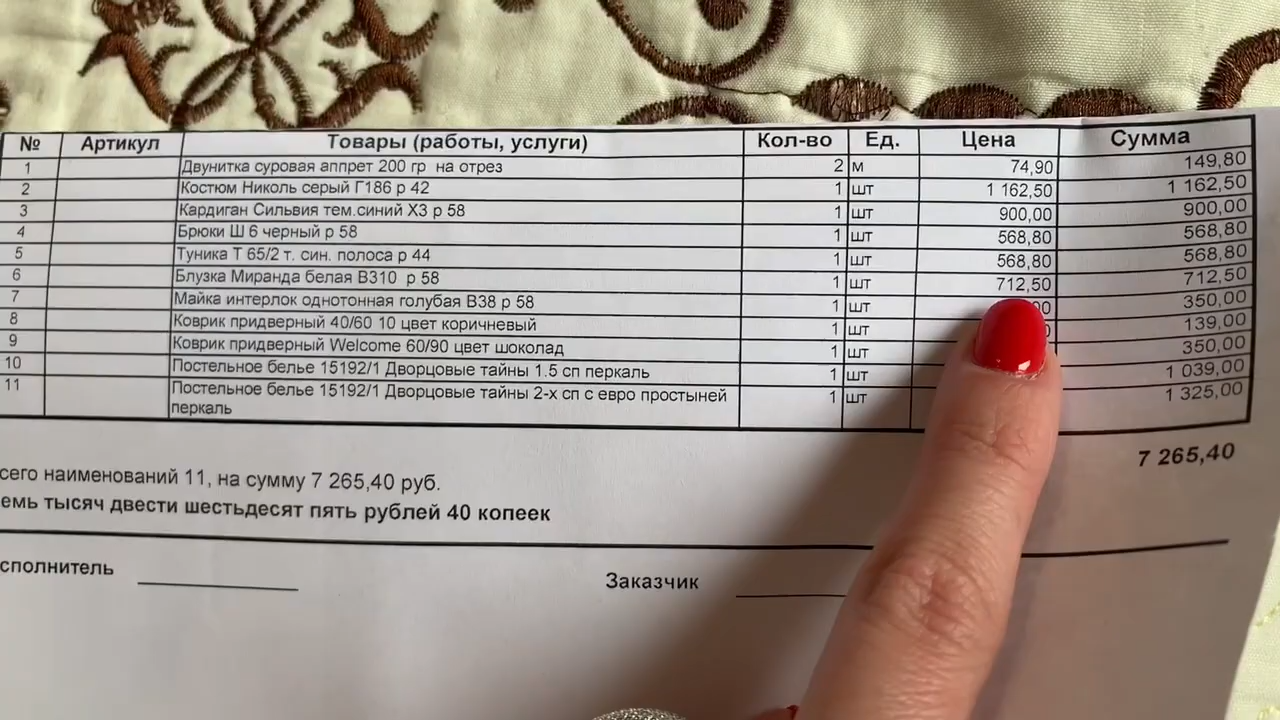 № Артикул Товары (работы, услуги) Кол-во Ед. Цена Сумма
1 Двунитка суровая аппрет 200 гр на отрез 2 м 74,90 149,80
2 Костюм Николь серый Г186 р 42 1 шт 1 162,50 1 162,50
3 Кардиган Сильвия тем.синий Х3 р 58 1 шт 900,00 900,00
4 Брюки Ш 6 черный р 58 1 шт 568,80 568,80
5 Туника Т 65/2 т. син. полоса р 44 1 шт 568,80 568,80
6 Блузка Миранда белая В310 р 58 1 шт 712,50 712,50
7 Майка интерлок однотонная голубая В38 р 58 1 шт 350,00
8 Коврик придверный 40/60 10 цвет коричневый 1 шт 139,00
9 Коврик придверный Welcome 60/90 цвет шоколад 1 шт 350,00
10 Постельное белье 15192/1 Дворцовые тайны 1.5 сп перкаль 1 шт 1 039,00
11 Постельное белье 15192/1 Дворцовые тайны 2-х сп с евро простыней 1 шт 1 325,00
перкаль
7 265,40
сего наименований 11, на сумму 7 265,40 руб.
емь тысяч двести шестьдесят пять рублей 40 копеек
сполнитель Заказчик